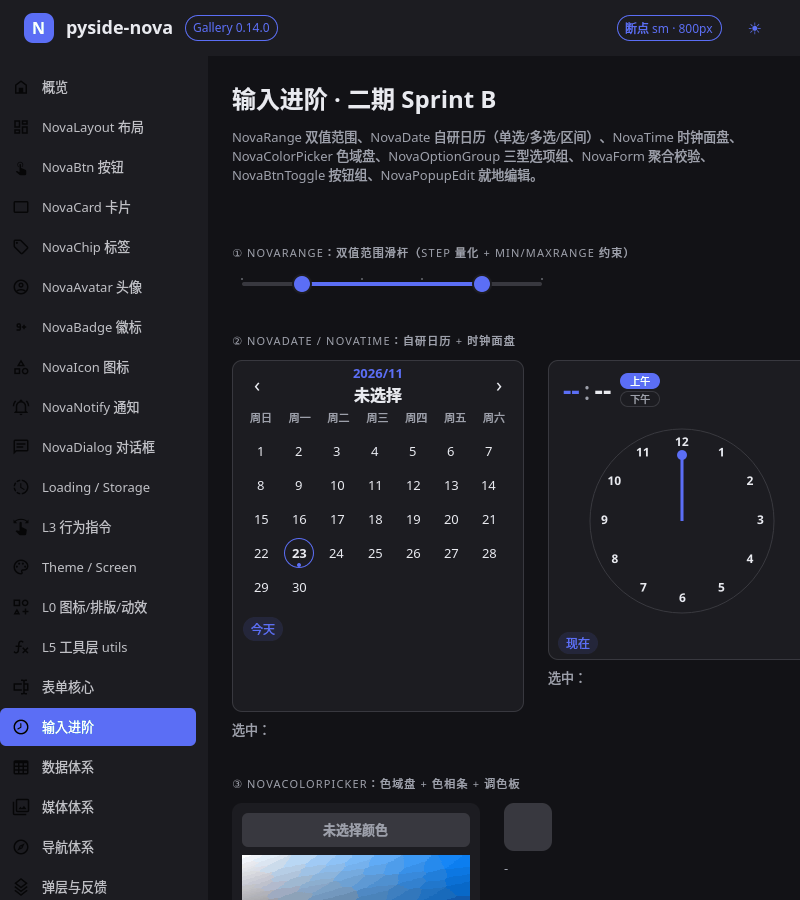 N pyside-nova Gallery 0.14.0 断点 sm · 800px
概览
NovaLayout 布局
NovaBtn 按钮
NovaCard 卡片
NovaChip 标签
NovaAvatar 头像
9+ NovaBadge 徽标
NovaIcon 图标
NovaNotify 通知
NovaDialog 对话框
Loading / Storage
L3 行为指令
Theme / Screen
L0 图标/排版/动效
L5 工具层 utils
表单核心
输入进阶
数据体系
媒体体系
导航体系
弹层与反馈
输入进阶 · 二期 Sprint B
NovaRange 双值范围、NovaDate 自研日历（单选/多选/区间）、NovaTime 时钟面盘、
NovaColorPicker 色域盘、NovaOptionGroup 三型选项组、NovaForm 聚合校验、
NovaBtnToggle 按钮组、NovaPopupEdit 就地编辑。
① NOVARANGE：双值范围滑杆（STEP 量化 + MIN/MAXRANGE 约束）
② NOVADATE / NOVATIME：自研日历 + 时钟面盘
2026/11
‹ 未选择 ›
周日 周一 周二 周三 周四 周五 周六
1 2 3 4 5 6 7
8 9 10 11 12 13 14
15 16 17 18 19 20 21
22 23 24 25 26 27 28
29 30
今天
选中：
-- : -- 上午
下午
12
11 1
10 2
9 3
8 4
7 5
6
现在
选中：
③ NOVACOLORPICKER：色域盘 + 色相条 + 调色板
未选择颜色
-